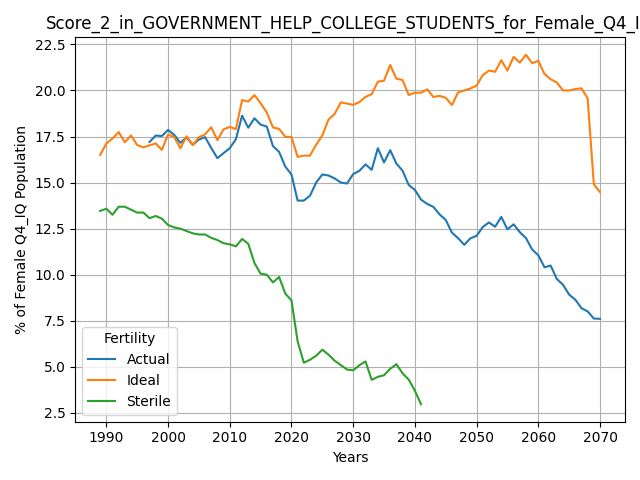 Score_2_in_GOVERNMENT_HELP_COLLEGE_STUDENTS_for_Female_Q4_I
22.5
20.0
17.5
15.0
12.5
10.0
7.5
5.0
2.5
% of Female Q4_IQ Population
Fertility
Actual
Ideal
Sterile
1990 2000 2010 2020 2030 2040 2050 2060 2070
Years